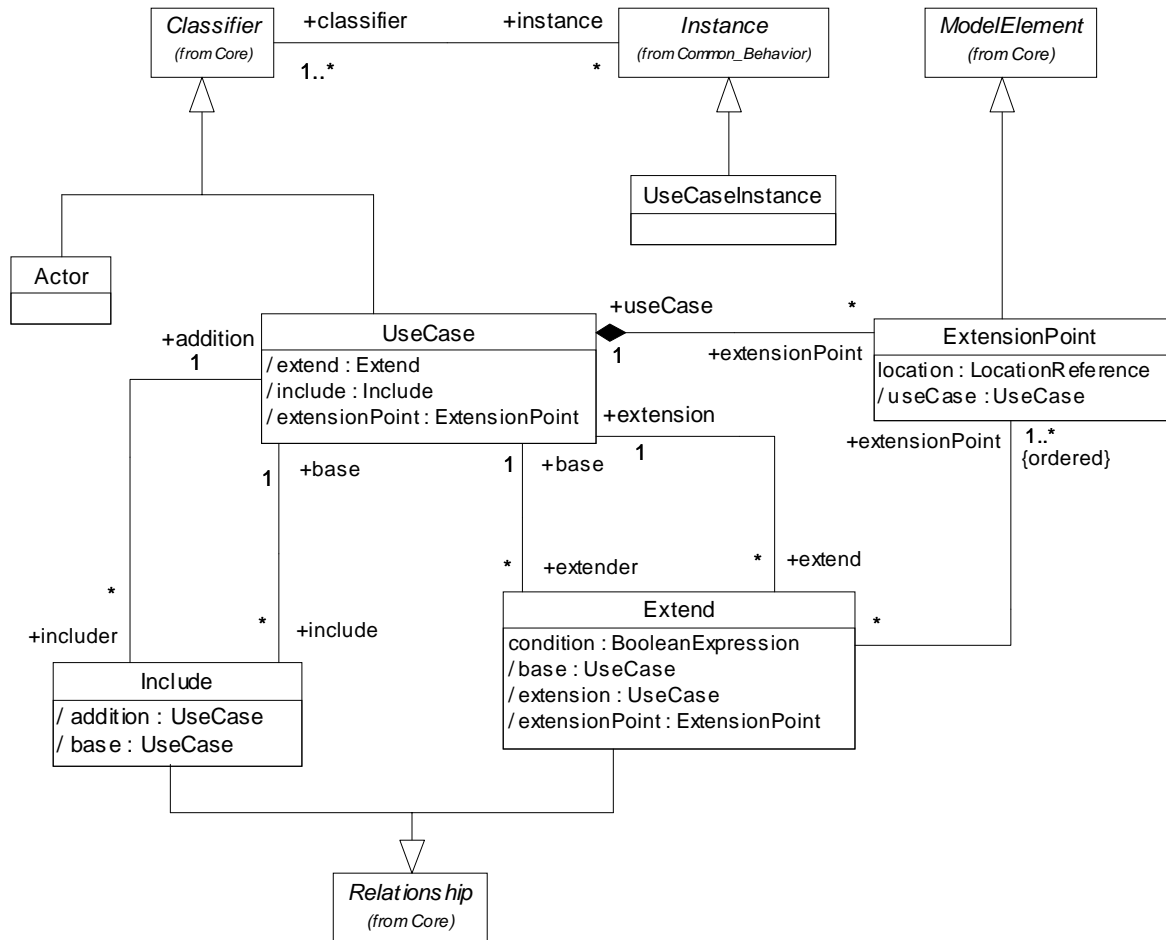 Classifier
(from Core)
+classifier
1..*
+instance
*
Instance
(from Common_Behavior)
ModelElement
(from Core)
UseCaseInstance
Actor
+addition
1
UseCase
/ extend : Extend
/ include : Include
/ extensionPoint : ExtensionPoint
+useCase
1
*
+extensionPoint
ExtensionPoint
location : LocationReference
/ useCase : UseCase
+extension
1
+extensionPoint
1..*
{ordered}
1
+base
1
+base
*
+includer
*
+include
*
+extender
*
+extend
*
Include
/ addition : UseCase
/ base : UseCase
Extend
condition : BooleanExpression
/ base : UseCase
/ extension : UseCase
/ extensionPoint : ExtensionPoint
Relationship
(from Core)